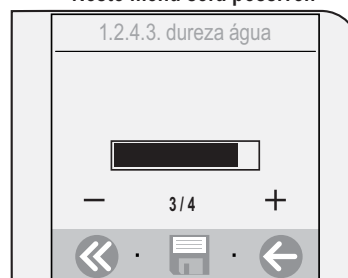 Neste menu será possível:
1.2.4.3. dureza água
− 3 / 4 +